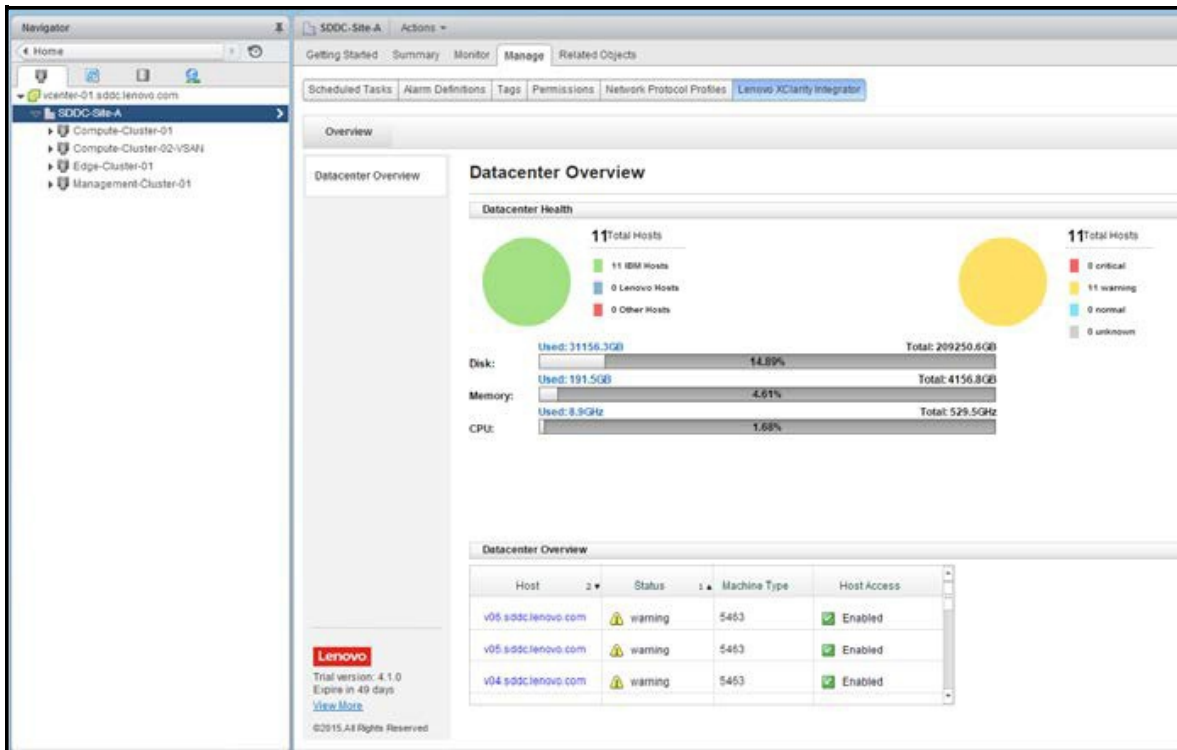 Navigator
Home
vcenter-01.sddc.lenovo.com
SDDC-Site-A
Compute-Cluster-01
Compute-Cluster-02-VSAN
Edge-Cluster-01
Management-Cluster-01
SDDC-Site-A Actions
Getting Started Summary Monitor Manage Related Objects
Scheduled Tasks Alarm Definitions Tags Permissions Network Protocol Profiles Lenovo XClarity Integrator
Overview
Datacenter Overview
Datacenter Overview
Datacenter Health
11 Total Hosts
11 IBM Hosts
0 Lenovo Hosts
0 Other Hosts
11 Total Hosts
0 critical
11 warning
0 normal
0 unknown
Used: 31156.3GB Total: 209250.6GB
Disk: 14.89%
Used: 191.5GB Total: 4156.8GB
Memory: 4.61%
Used: 8.9GHz Total: 529.5GHz
CPU: 1.68%
Datacenter Overview
Host 2 Status 1 Machine Type Host Access
v06.sddc.lenovo.com warning 5463 Enabled
v05.sddc.lenovo.com warning 5463 Enabled
v04.sddc.lenovo.com warning 5463 Enabled
Lenovo
Trial version: 4.1.0
Expire in 49 days
View More
©2015.All Rights Reserved